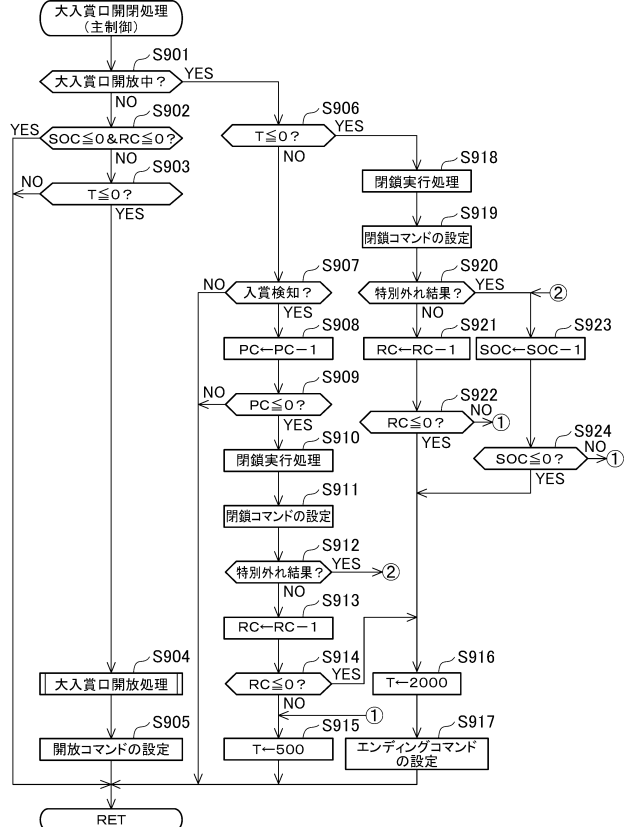 大入賞口開閉処理
(主制御)
S901
大入賞口開放中？
YES
NO
S902
YES
SOC≦0&RC≦0？
NO
S903
NO
T≦0？
YES
S904
大入賞口開放処理
S905
開放コマンドの設定
RET
S906
T≦0？
YES
NO
S907
NO
入賞検知？
YES
S908
PC←PC−1
S909
NO
PC≦0？
YES
S910
閉鎖実行処理
S911
閉鎖コマンドの設定
S912
特別外れ結果？
YES
②
NO
S913
RC←RC−1
S914
RC≦0？
YES
NO
①
S915
T←500
S918
閉鎖実行処理
S919
閉鎖コマンドの設定
S920
特別外れ結果？
YES
②
NO
S921
RC←RC−1
S922
RC≦0？
NO
①
YES
S923
SOC←SOC−1
S924
SOC≦0？
NO
①
YES
S916
T←2000
S917
エンディングコマンド
の設定